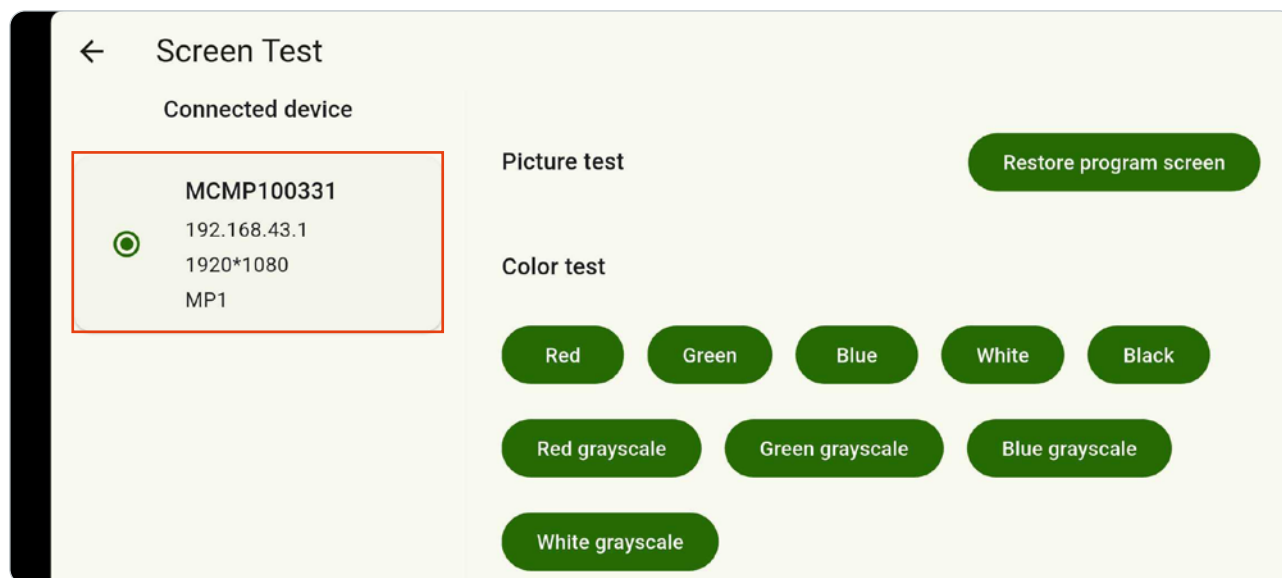 Screen Test
Connected device
MCMP100331
192.168.43.1
1920*1080
MP1
Picture test
Restore program screen
Color test
Red
Green
Blue
White
Black
Red grayscale
Green grayscale
Blue grayscale
White grayscale